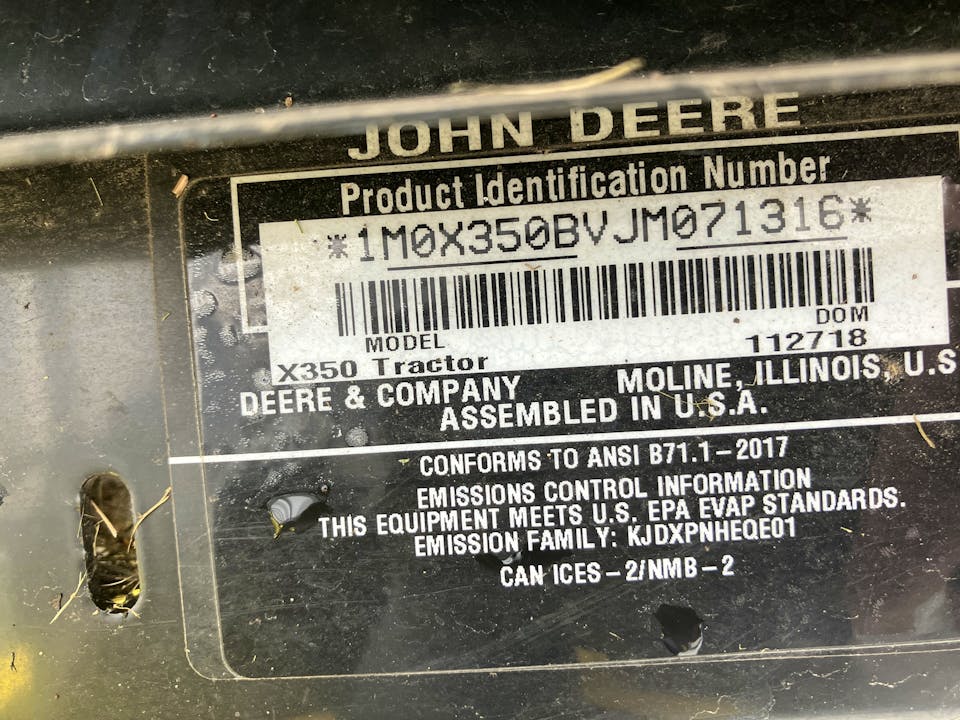 JOHN DEERE
Product Identification Number
*1M0X350BVJM071316*
MODEL DOM
X350 Tractor 112718
DEERE & COMPANY MOLINE, ILLINOIS, U.S
ASSEMBLED IN U.S.A.
CONFORMS TO ANSI B71.1-2017
EMISSIONS CONTROL INFORMATION
THIS EQUIPMENT MEETS U.S. EPA EVAP STANDARDS.
EMISSION FAMILY: KJDXPNHEQE01
CAN ICES-2/NMB-2